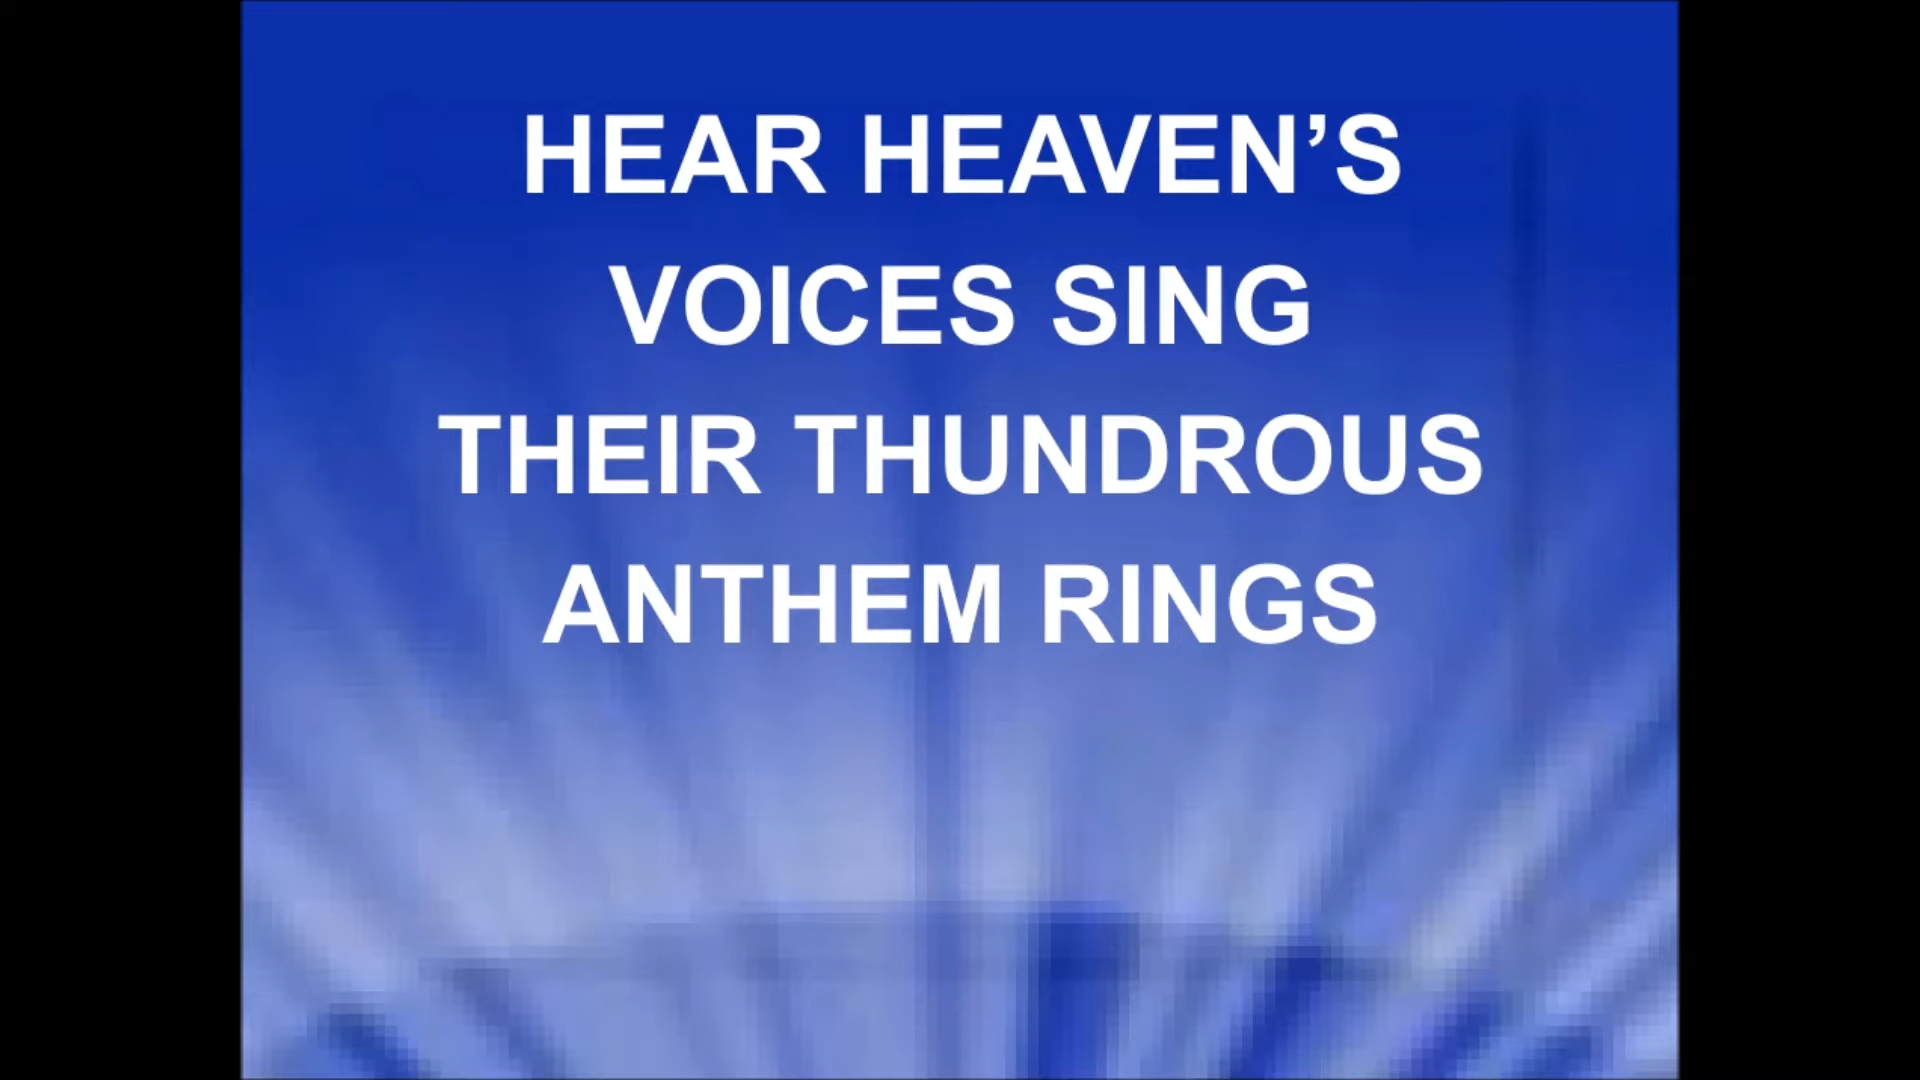 HEAR HEAVEN’S
VOICES SING
THEIR THUNDROUS
ANTHEM RINGS